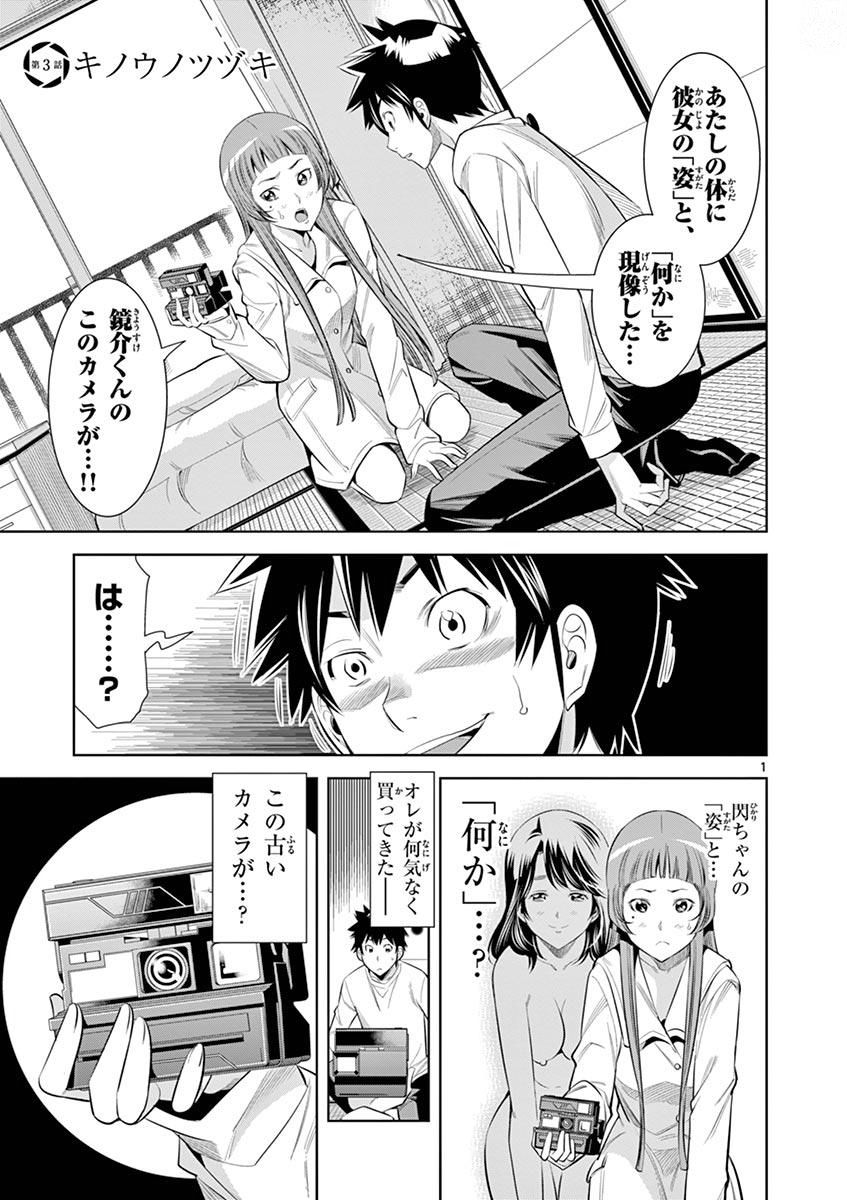 第3話
キノウノツヅキ
あたしの体に
彼女の「姿」と、
「何か」を
現像した…
鏡介くんの
このカメラが…!!
は……?
1
閃ちゃんの
「姿」と…
「何か」…?
オレが何気なく
買ってきた――
この古い
カメラが…?